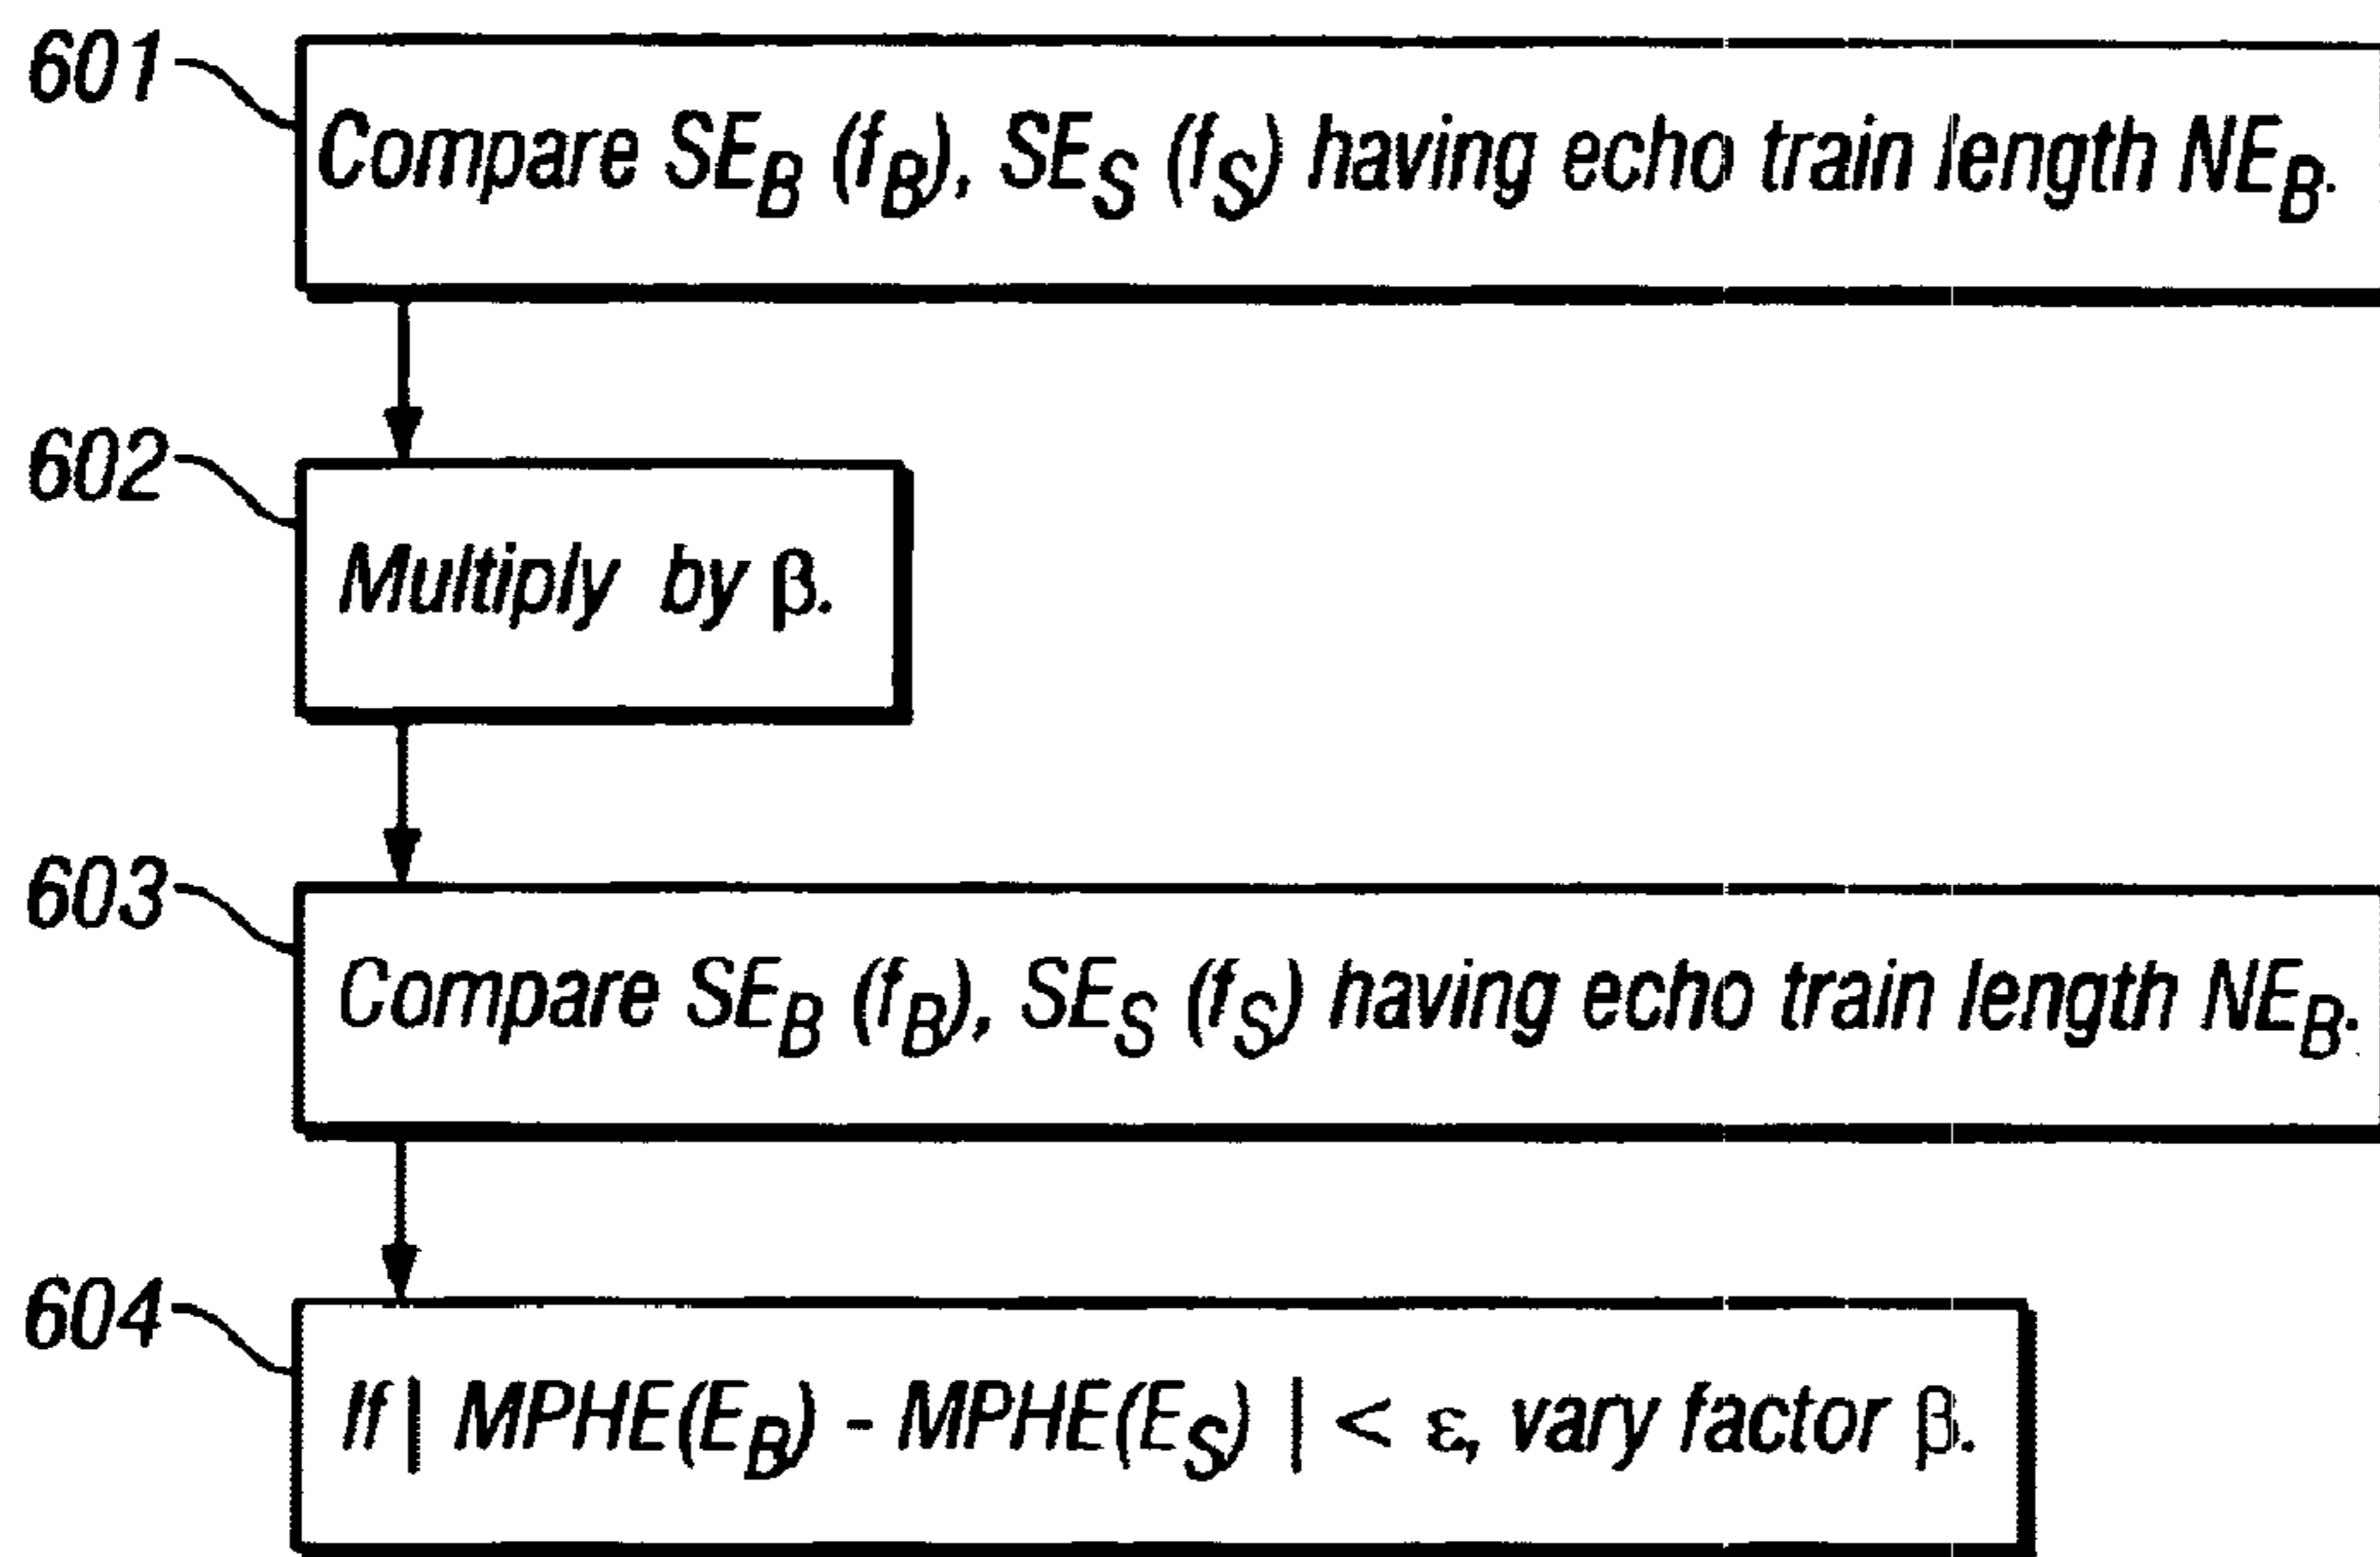 601
Compare SE_B (f_B), SE_S (f_S) having echo train length NE_B.
602
Multiply by β.
603
Compare SE_B (f_B), SE_S (f_S) having echo train length NE_B.
604
If | MPHE(E_B) - MPHE(E_S) | < ε, vary factor β.